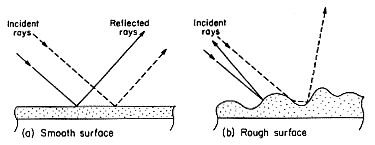 Incident
rays
Reflected
rays
(a) Smooth surface
Incident
rays
(b) Rough surface